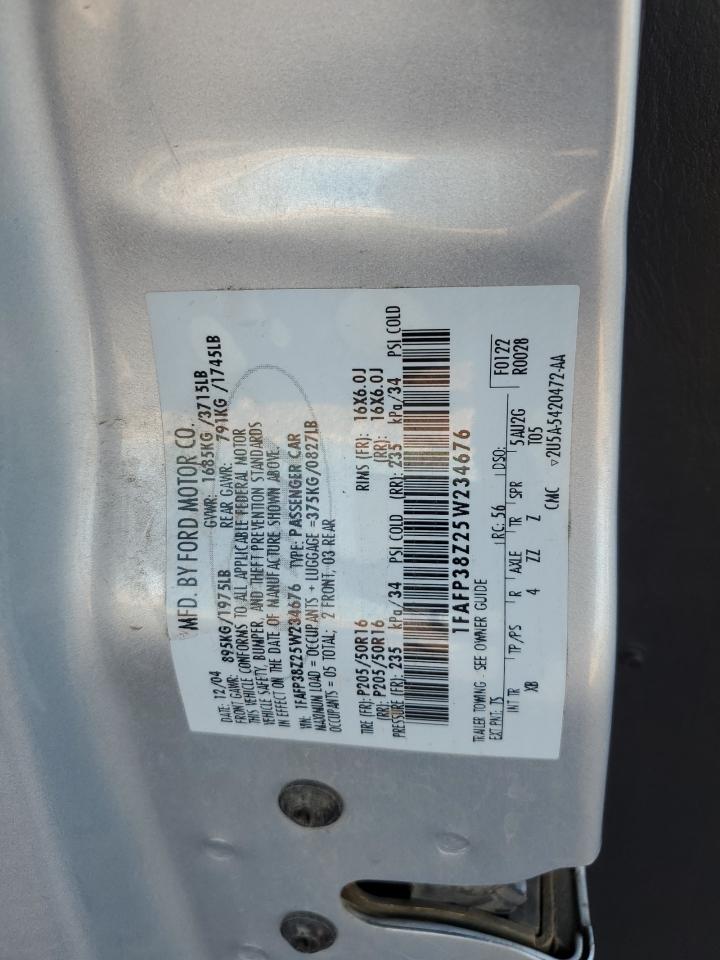 MFD. BY FORD MOTOR CO.
DATE: 12/04 GVWR: 1685KG /3715LB
FRONT GAWR: 895KG/1975LB REAR GAWR: 791KG /1745LB
THIS VEHICLE CONFORMS TO ALL APPLICABLE FEDERAL MOTOR
VEHICLE SAFETY, BUMPER, AND THEFT PREVENTION STANDARDS
IN EFFECT ON THE DATE OF MANUFACTURE SHOWN ABOVE.
VIN: 1FAFP38Z25W234676 TYPE: PASSENGER CAR
MAXIMUM LOAD = OCCUPANTS + LUGGAGE =375KG/0827LB
OCCUPANTS = 05 TOTAL; 2 FRONT, 03 REAR
TIRE (FR): P205/50R16 RIMS (FR): 16X6.0J
(RR): P205/50R16 (RR): 16X6.0J
PRESSURE (FR): 235 kPa/34 PSI COLD (RR): 235 kPa/34 PSI COLD
1FAFP38Z25W234676
TRAILER TOWING - SEE OWNER GUIDE
EXT PNT: TS RC: 56 DSO: F0122
INT TR TP/PS R AXLE TR SPR 5AU2G R0028
XB 4 ZZ Z T05
CMC ▽2U5A-5420472-AA